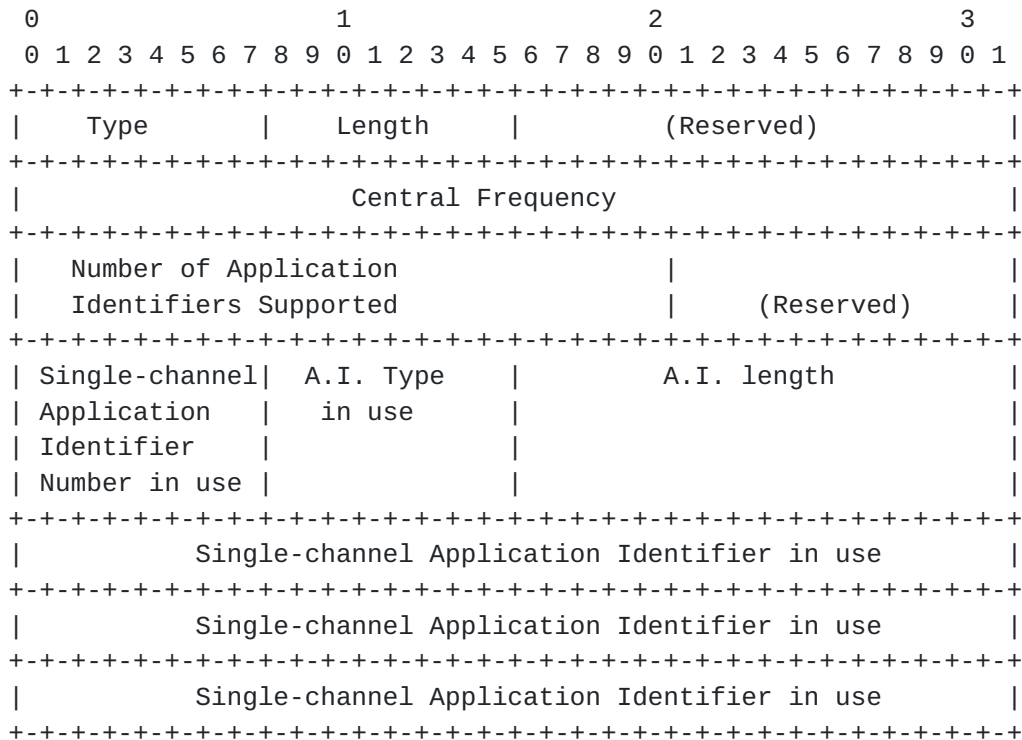 0                   1                   2                   3
 0 1 2 3 4 5 6 7 8 9 0 1 2 3 4 5 6 7 8 9 0 1 2 3 4 5 6 7 8 9 0 1
+-+-+-+-+-+-+-+-+-+-+-+-+-+-+-+-+-+-+-+-+-+-+-+-+-+-+-+-+-+-+-+-+
|    Type       |    Length     |         (Reserved)            |
+-+-+-+-+-+-+-+-+-+-+-+-+-+-+-+-+-+-+-+-+-+-+-+-+-+-+-+-+-+-+-+-+
|                     Central Frequency                         |
+-+-+-+-+-+-+-+-+-+-+-+-+-+-+-+-+-+-+-+-+-+-+-+-+-+-+-+-+-+-+-+-+
|   Number of Application                 |                     |
|   Identifiers Supported                 |     (Reserved)      |
+-+-+-+-+-+-+-+-+-+-+-+-+-+-+-+-+-+-+-+-+-+-+-+-+-+-+-+-+-+-+-+-+
| Single-channel|  A.I. Type    |         A.I. length           |
| Application   |   in use      |                               |
| Identifier    |               |                               |
| Number in use |               |                               |
+-+-+-+-+-+-+-+-+-+-+-+-+-+-+-+-+-+-+-+-+-+-+-+-+-+-+-+-+-+-+-+-+
|           Single-channel Application Identifier in use        |
+-+-+-+-+-+-+-+-+-+-+-+-+-+-+-+-+-+-+-+-+-+-+-+-+-+-+-+-+-+-+-+-+
|           Single-channel Application Identifier in use        |
+-+-+-+-+-+-+-+-+-+-+-+-+-+-+-+-+-+-+-+-+-+-+-+-+-+-+-+-+-+-+-+-+
|           Single-channel Application Identifier in use        |
+-+-+-+-+-+-+-+-+-+-+-+-+-+-+-+-+-+-+-+-+-+-+-+-+-+-+-+-+-+-+-+-+